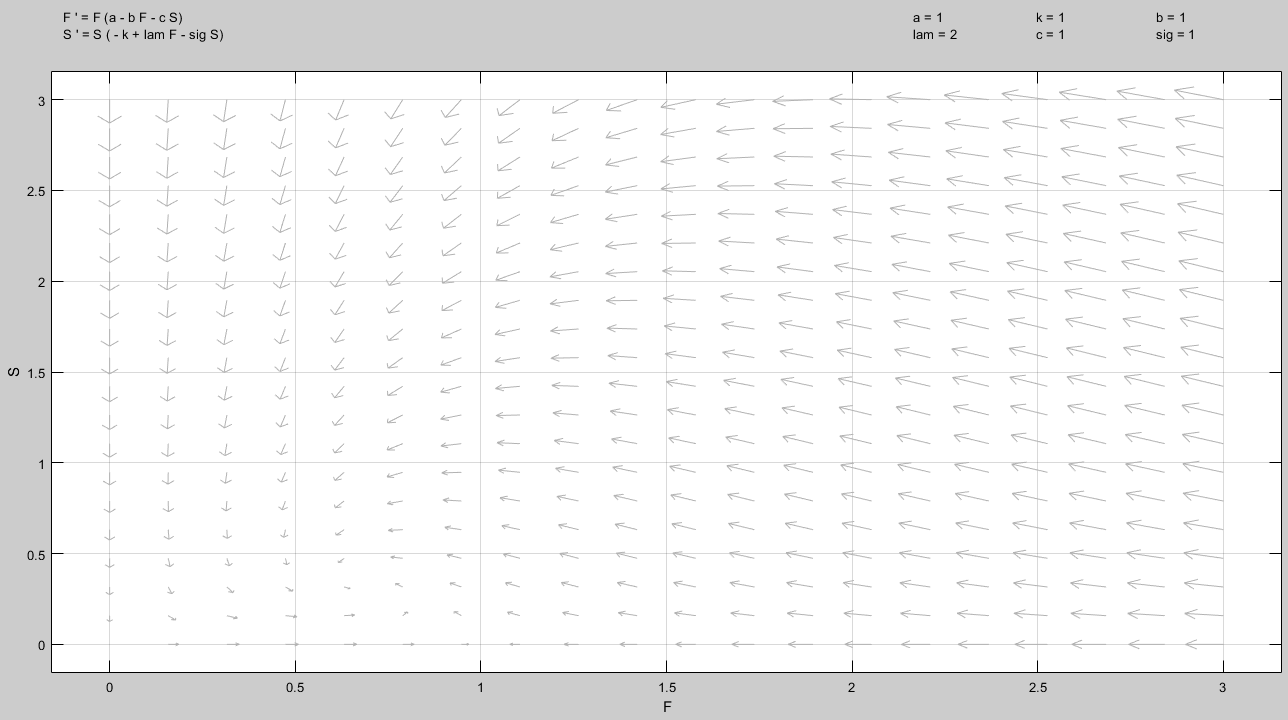 F ' = F (a - b F - c S)
S ' = S ( - k + lam F - sig S)
a = 1 k = 1 b = 1
lam = 2 c = 1 sig = 1
3
2.5
2
1.5
1
0.5
0
S
0 0.5 1 1.5 2 2.5 3
F